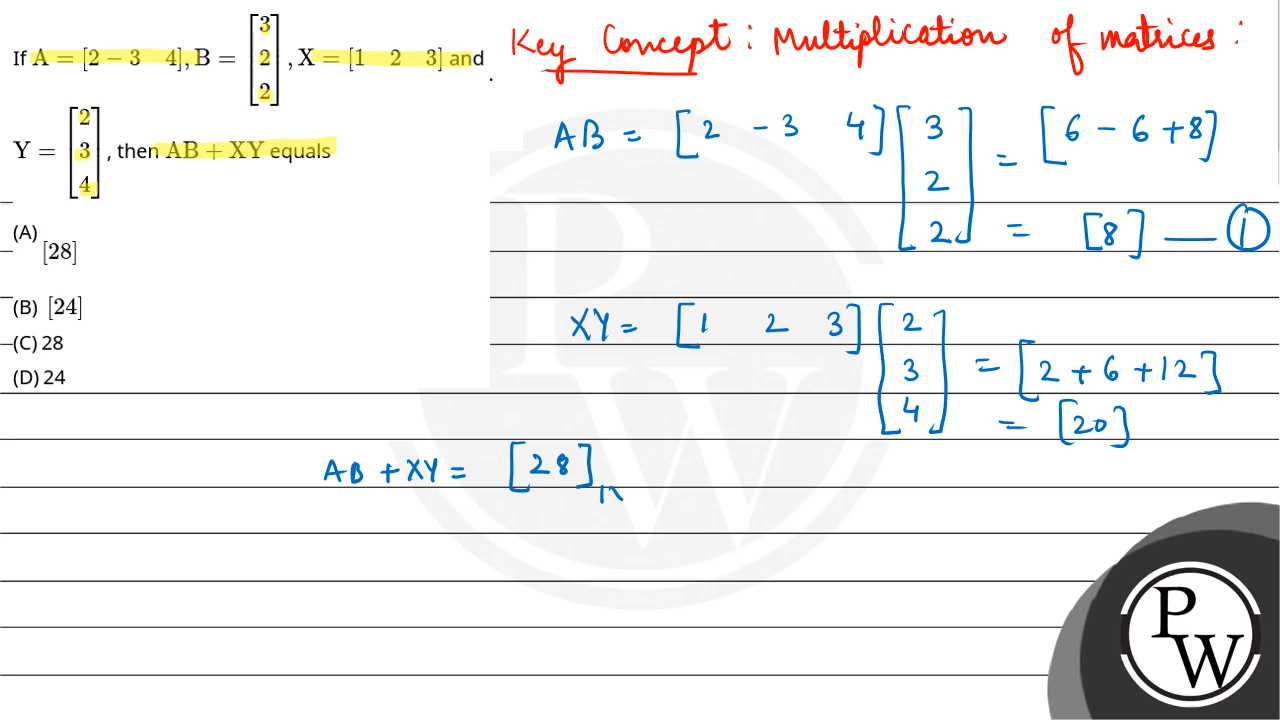 If A = [2 − 3 4], B = [3 2 2], X = [1 2 3] and
Y = [2 3 4], then AB + XY equals
(A) [28]
(B) [24]
(C) 28
(D) 24
Key Concept: Multiplication of matrices:
AB = [2 -3 4] [3 2 2] = [6 - 6 + 8]
= [8] — 1
XY = [1 2 3] [2 3 4] = [2 + 6 + 12]
= [20]
AB + XY = [28]
PW
PW